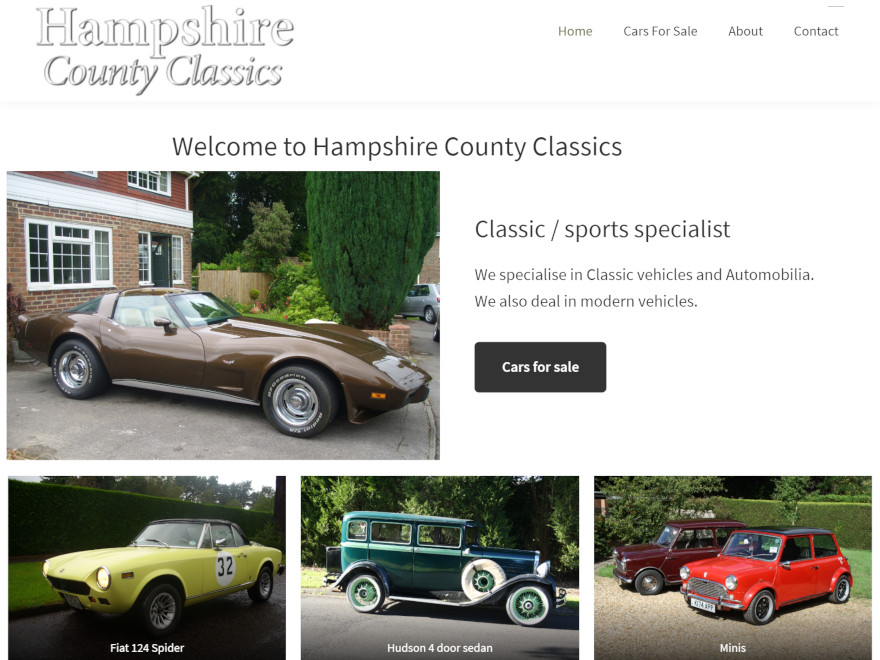 Hampshire
County Classics
Home Cars For Sale About Contact
Welcome to Hampshire County Classics
Classic / sports specialist
We specialise in Classic vehicles and Automobilia.
We also deal in modern vehicles.
Cars for sale
32
Fiat 124 Spider
Hudson 4 door sedan
Minis